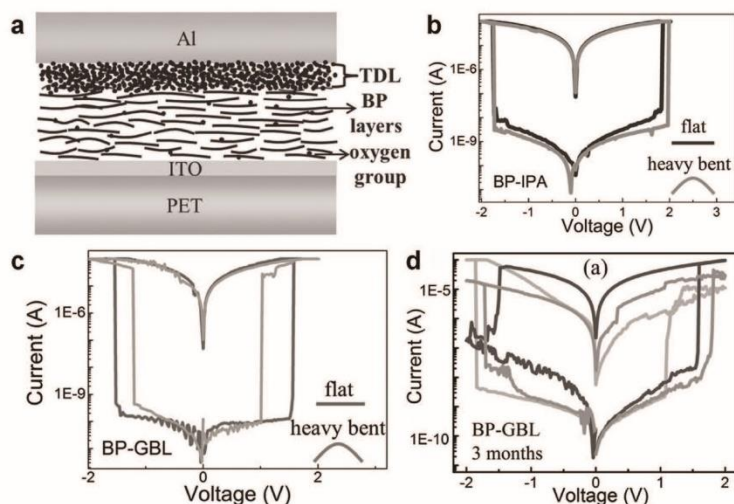 a
Al
TDL
BP
layers
oxygen
group
ITO
PET
b
Current (A)
1E-6
1E-9
flat
heavy bent
BP-IPA
-2 -1 0 1 2 3
Voltage (V)
c
Current (A)
1E-6
1E-9
flat
heavy bent
BP-GBL
-2 0 2
Voltage (V)
d
(a)
Current (A)
1E-5
1E-10
BP-GBL
3 months
-2 -1 0 1 2
Voltage (V)